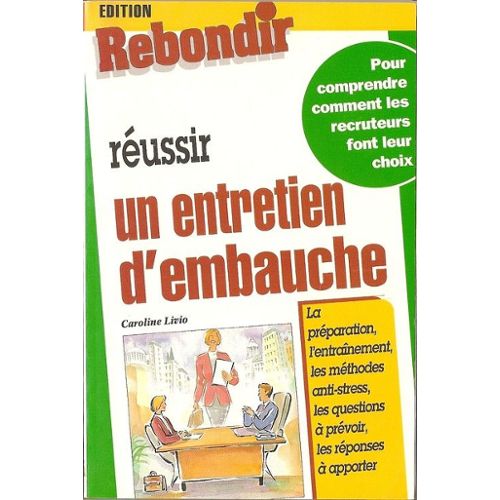 EDITION
Rebondir
Pour
comprendre
comment les
recruteurs
font leur
choix
réussir
un entretien
d'embauche
Caroline Livio
La
préparation,
l'entraînement,
les méthodes
anti-stress,
les questions
à prévoir,
les réponses
à apporter